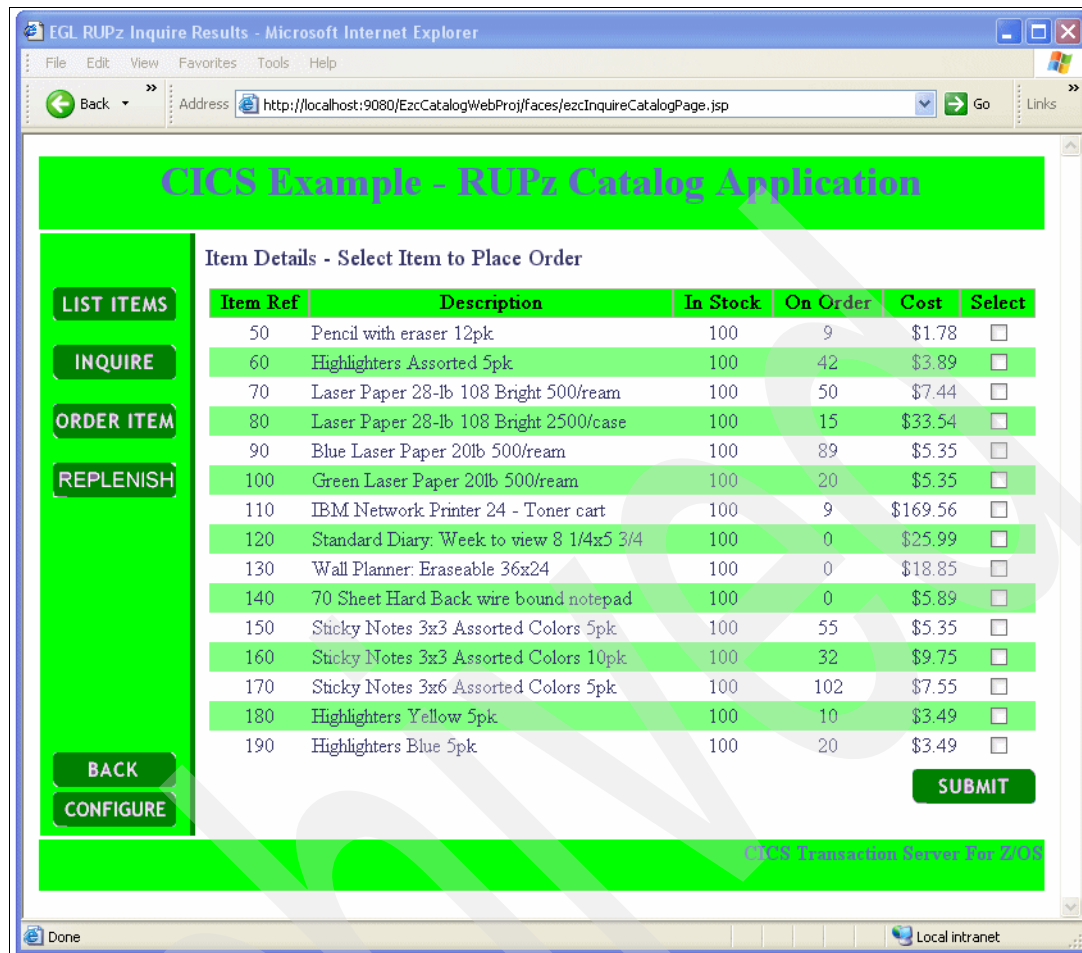 EGL RUPz Inquire Results - Microsoft Internet Explorer
File Edit View Favorites Tools Help
Back » Address http://localhost:9080/EzcCatalogWebProj/faces/ezcInquireCatalogPage.jsp Go Links »
CICS Example - RUPz Catalog Application
Item Details - Select Item to Place Order
LIST ITEMS
INQUIRE
ORDER ITEM
REPLENISH
BACK
CONFIGURE
Item Ref Description In Stock On Order Cost Select
50 Pencil with eraser 12pk 100 9 $1.78
60 Highlighters Assorted 5pk 100 42 $3.89
70 Laser Paper 28-lb 108 Bright 500/ream 100 50 $7.44
80 Laser Paper 28-lb 108 Bright 2500/case 100 15 $33.54
90 Blue Laser Paper 20lb 500/ream 100 89 $5.35
100 Green Laser Paper 20lb 500/ream 100 20 $5.35
110 IBM Network Printer 24 - Toner cart 100 9 $169.56
120 Standard Diary: Week to view 8 1/4x5 3/4 100 0 $25.99
130 Wall Planner: Eraseable 36x24 100 0 $18.85
140 70 Sheet Hard Back wire bound notepad 100 0 $5.89
150 Sticky Notes 3x3 Assorted Colors 5pk 100 55 $5.35
160 Sticky Notes 3x3 Assorted Colors 10pk 100 32 $9.75
170 Sticky Notes 3x6 Assorted Colors 5pk 100 102 $7.55
180 Highlighters Yellow 5pk 100 10 $3.49
190 Highlighters Blue 5pk 100 20 $3.49
SUBMIT
CICS Transaction Server For Z/OS
Done Local intranet